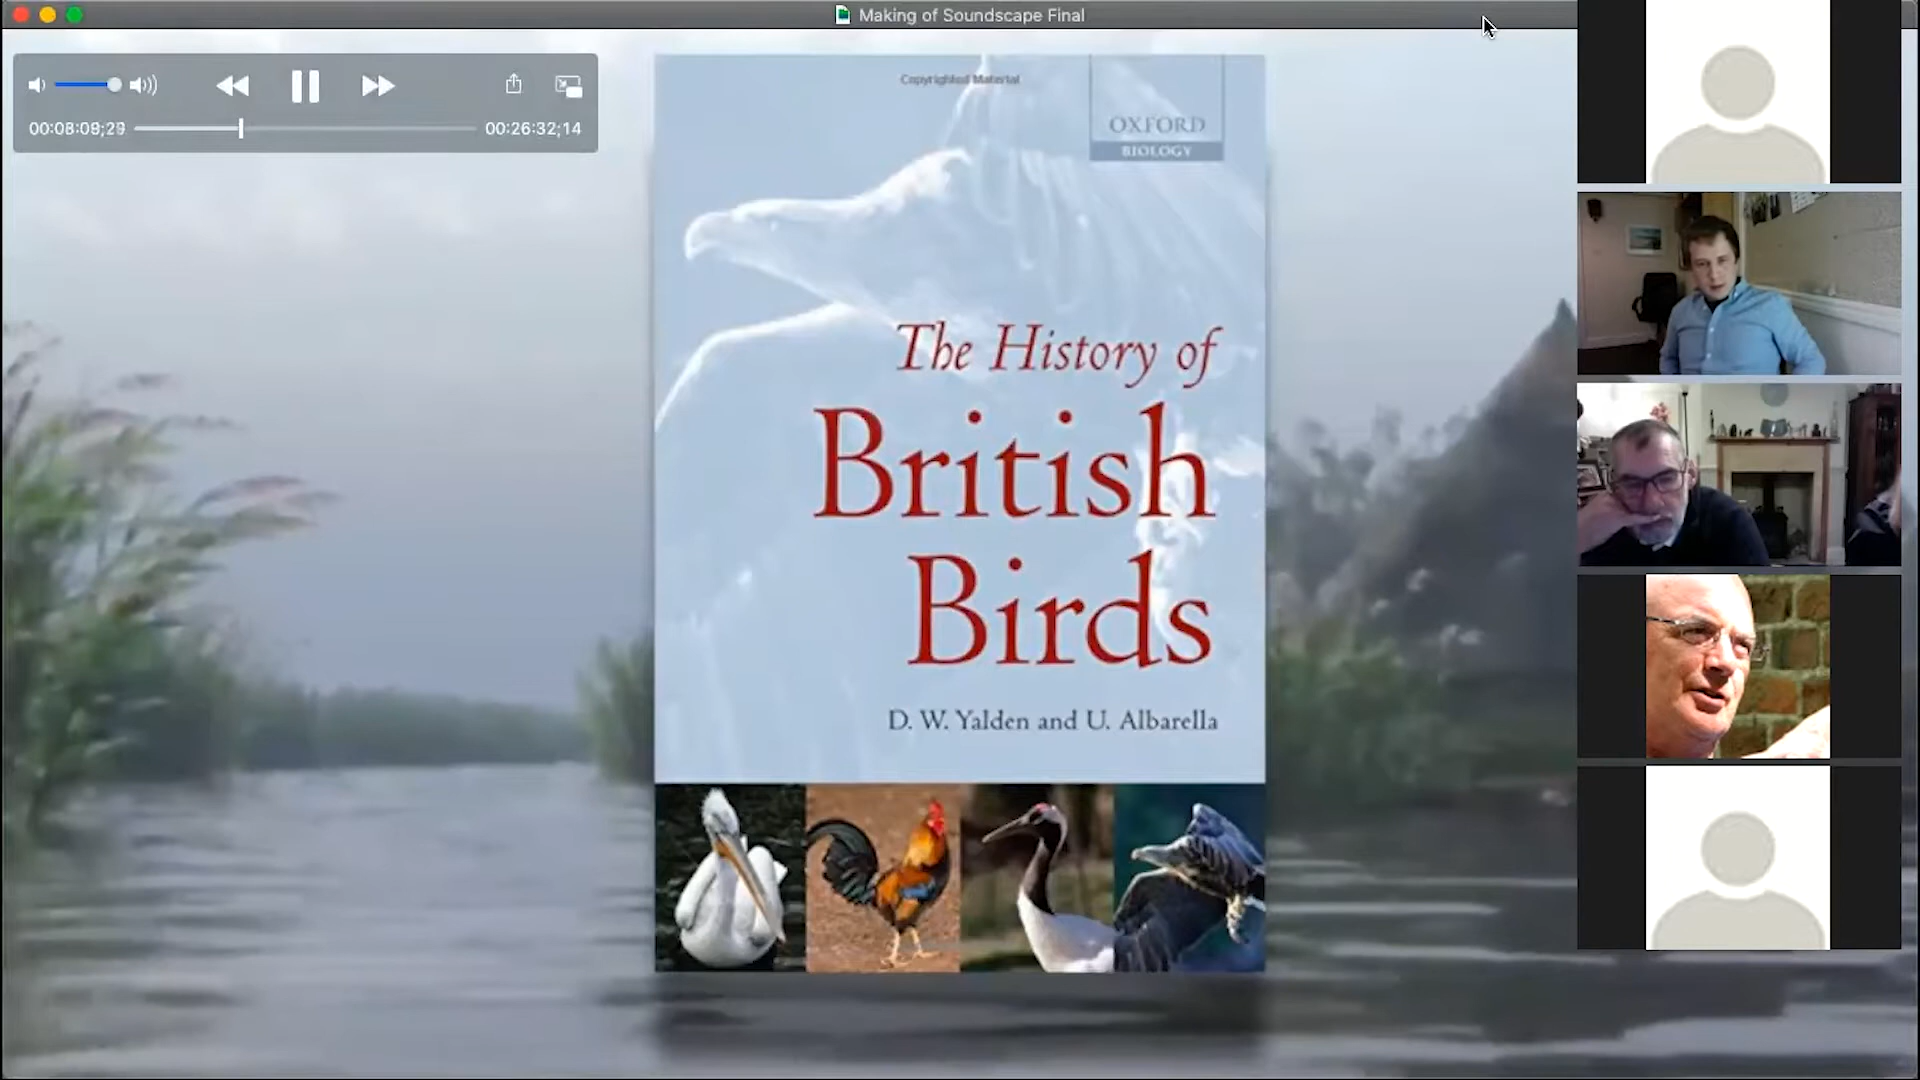 Making of Soundscape Final
00:08:09;29
00:26:32;14
Copyrighted Material
OXFORD
BIOLOGY
The History of
British
Birds
D. W. Yalden and U. Albarella